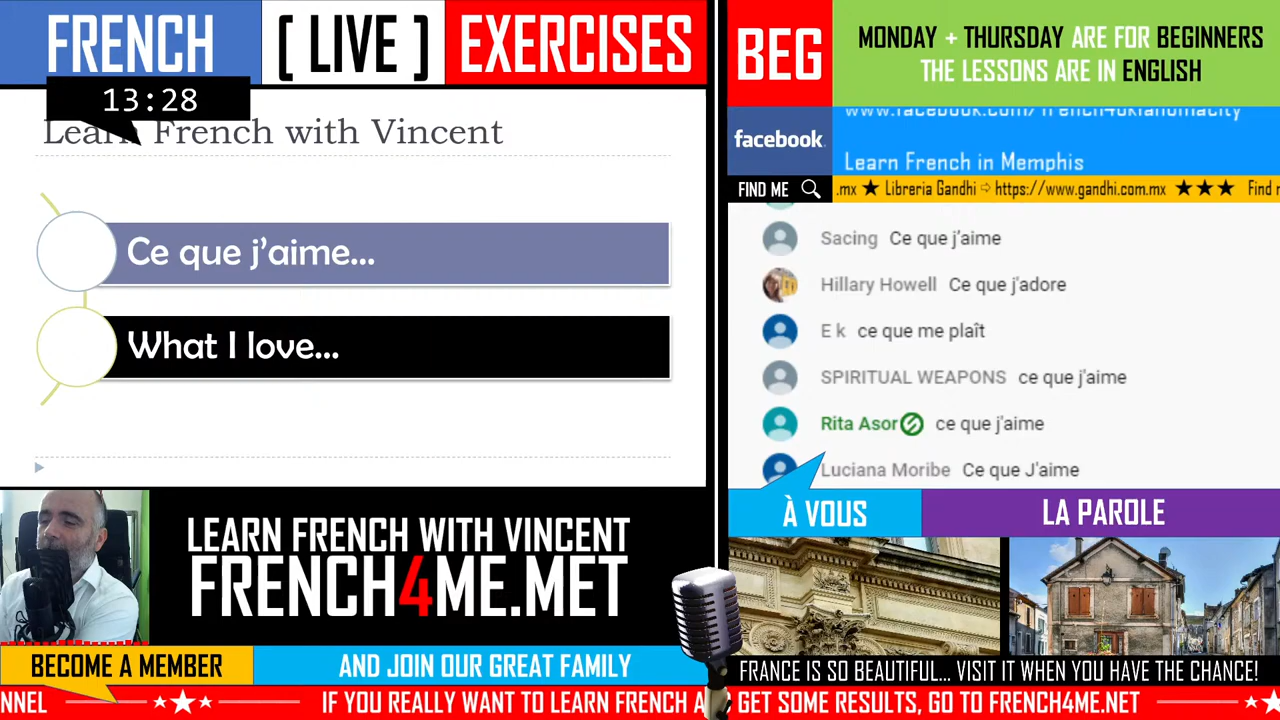 FRENCH
[ LIVE ]
EXERCISES
13:28
Learn French with Vincent
Ce que j'aime...
What I love...
LEARN FRENCH WITH VINCENT
FRENCH4ME.MET
BECOME A MEMBER
AND JOIN OUR GREAT FAMILY
BEG
MONDAY + THURSDAY ARE FOR BEGINNERS
THE LESSONS ARE IN ENGLISH
facebook.
www.facebook.com/french4oklahomacity
Learn French in Memphis
FIND ME
.mx ★ Libreria Gandhi ⇨ https://www.gandhi.com.mx ★★★ Find
Sacing Ce que j'aime
Hillary Howell Ce que j'adore
E k ce que me plaît
SPIRITUAL WEAPONS ce que j'aime
Rita Asor ce que j'aime
Luciana Moribe Ce que J'aime
À VOUS
LA PAROLE
FRANCE IS SO BEAUTIFUL... VISIT IT WHEN YOU HAVE THE CHANCE!
NNEL ★ IF YOU REALLY WANT TO LEARN FRENCH A GET SOME RESULTS, GO TO FRENCH4ME.NET